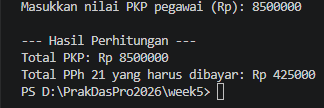 Masukkan nilai PKP pegawai (Rp): 8500000

--- Hasil Perhitungan ---
Total PKP: Rp 8500000
Total PPh 21 yang harus dibayar: Rp 425000
PS D:\PrakDasPro2026\week5>